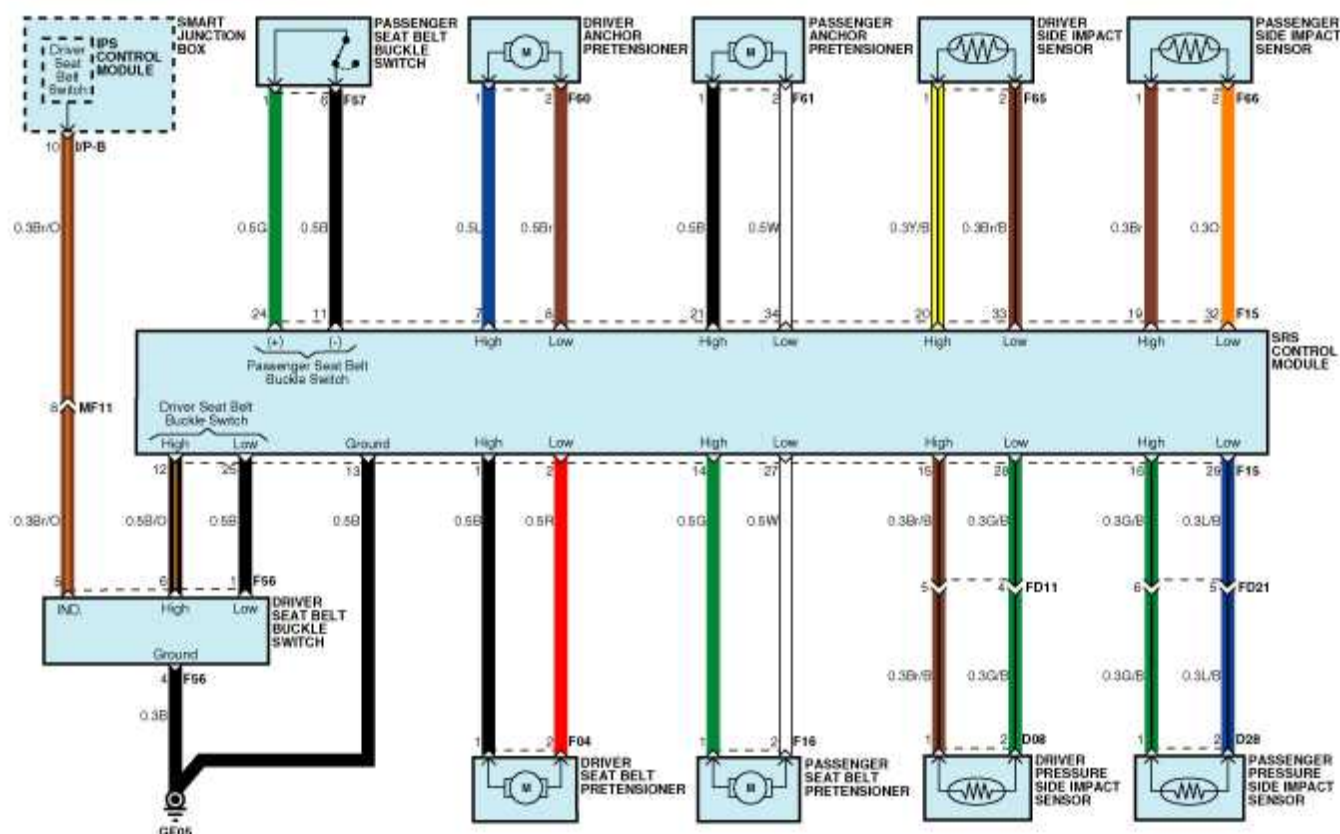 SMART
JUNCTION
BOX
IPS
CONTROL
MODULE
Driver
Seat
Belt
Switch
10 I/P-B
PASSENGER
SEAT BELT
BUCKLE
SWITCH
1 6 F57
DRIVER
ANCHOR
PRETENSIONER
M
1 2 F60
PASSENGER
ANCHOR
PRETENSIONER
M
1 2 F61
DRIVER
SIDE IMPACT
SENSOR
1 2 F65
PASSENGER
SIDE IMPACT
SENSOR
1 2 F66
0.3Br/O 0.5G 0.5B 0.5L 0.5Br 0.5B 0.5W 0.3Y/B 0.3Br/B 0.3Br 0.3O
24 11 7 8 21 34 20 33 19 32 F15
(+) (-) High Low High Low High Low High Low
Passenger Seat Belt
Buckle Switch
SRS
CONTROL
MODULE
8 MF11
Driver Seat Belt
Buckle Switch
High Low Ground High Low High Low High Low High Low
12 25 13 1 2 14 27 15 28 16 29 F15
0.3Br/O 0.5B/O 0.5B 0.5B 0.5B 0.5R 0.5G 0.5W 0.3Br/B 0.3G/B 0.3G/B 0.3L/B
5 6 1 F56
5 4 FD11
6 5 FD21
IND. High Low
Ground
DRIVER
SEAT BELT
BUCKLE
SWITCH
4 F56
0.3B
0.3Br/B 0.3G/B 0.3G/B 0.3L/B
1 2 F04
1 2 F16
1 2 D08
1 2 D28
M
DRIVER
SEAT BELT
PRETENSIONER
M
PASSENGER
SEAT BELT
PRETENSIONER
DRIVER
PRESSURE
SIDE IMPACT
SENSOR
PASSENGER
PRESSURE
SIDE IMPACT
SENSOR
GF05